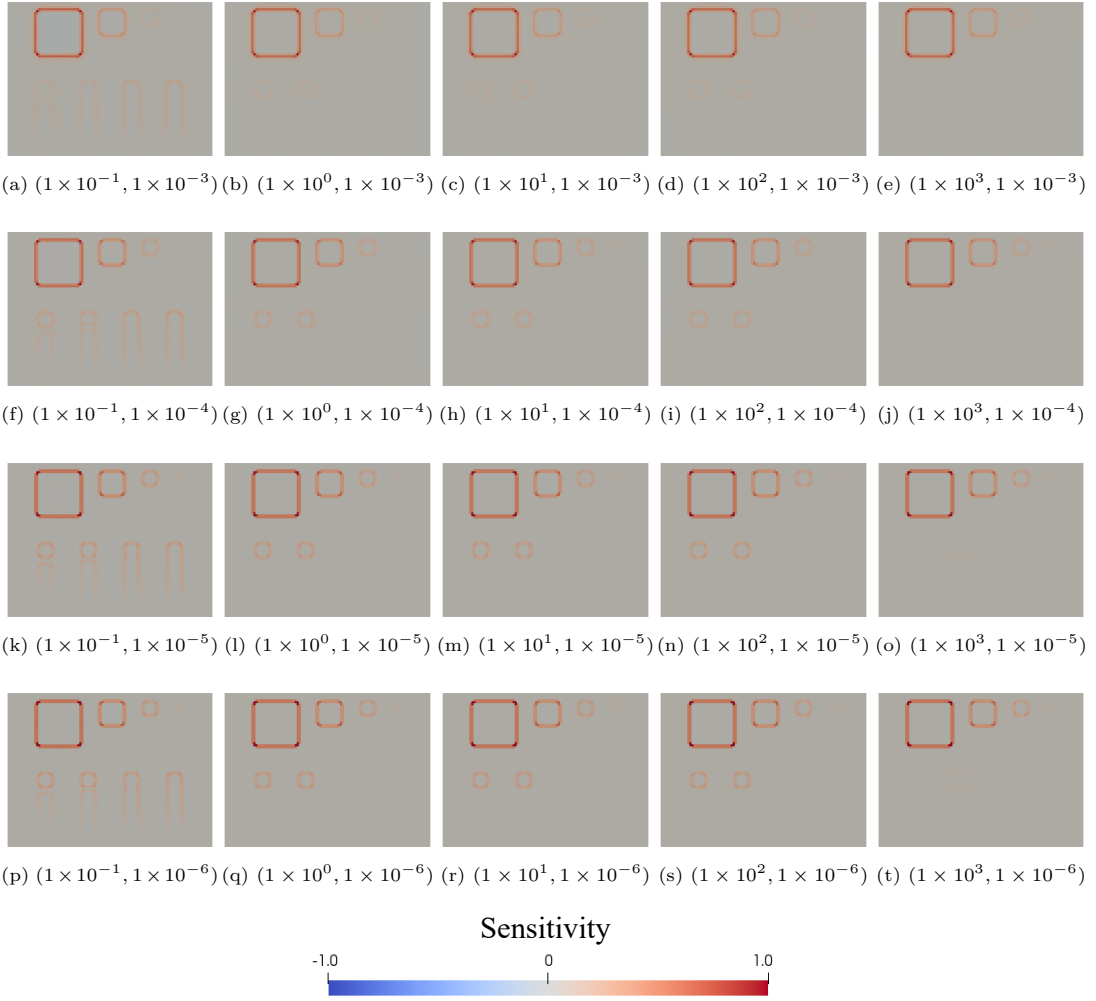 (a) (1 × 10⁻¹, 1 × 10⁻³) (b) (1 × 10⁰, 1 × 10⁻³) (c) (1 × 10¹, 1 × 10⁻³) (d) (1 × 10², 1 × 10⁻³) (e) (1 × 10³, 1 × 10⁻³)
(f) (1 × 10⁻¹, 1 × 10⁻⁴) (g) (1 × 10⁰, 1 × 10⁻⁴) (h) (1 × 10¹, 1 × 10⁻⁴) (i) (1 × 10², 1 × 10⁻⁴) (j) (1 × 10³, 1 × 10⁻⁴)
(k) (1 × 10⁻¹, 1 × 10⁻⁵) (l) (1 × 10⁰, 1 × 10⁻⁵) (m) (1 × 10¹, 1 × 10⁻⁵) (n) (1 × 10², 1 × 10⁻⁵) (o) (1 × 10³, 1 × 10⁻⁵)
(p) (1 × 10⁻¹, 1 × 10⁻⁶) (q) (1 × 10⁰, 1 × 10⁻⁶) (r) (1 × 10¹, 1 × 10⁻⁶) (s) (1 × 10², 1 × 10⁻⁶) (t) (1 × 10³, 1 × 10⁻⁶)
Sensitivity
-1.0 0 1.0